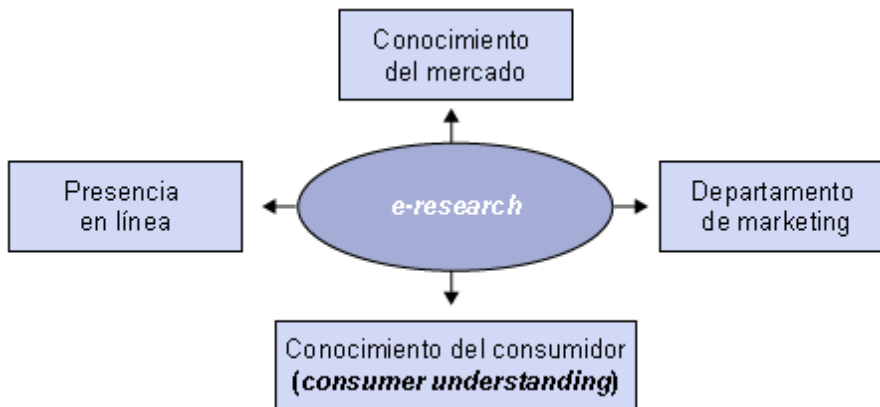 Conocimiento
del mercado
Presencia
en línea
e-research
Departamento
de marketing
Conocimiento del consumidor
(consumer understanding)